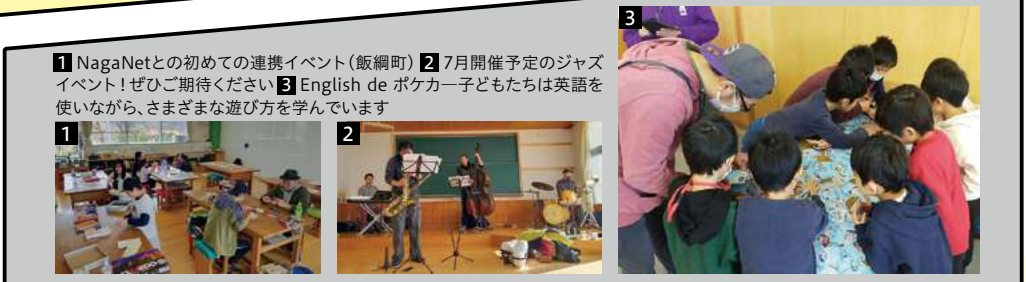 1 NagaNetとの初めての連携イベント（飯綱町） 2 7月開催予定のジャズ
イベント！ぜひご期待ください 3 English de ポケカ―子どもたちは英語を
使いながら、さまざまな遊び方を学んでいます
1
2
3